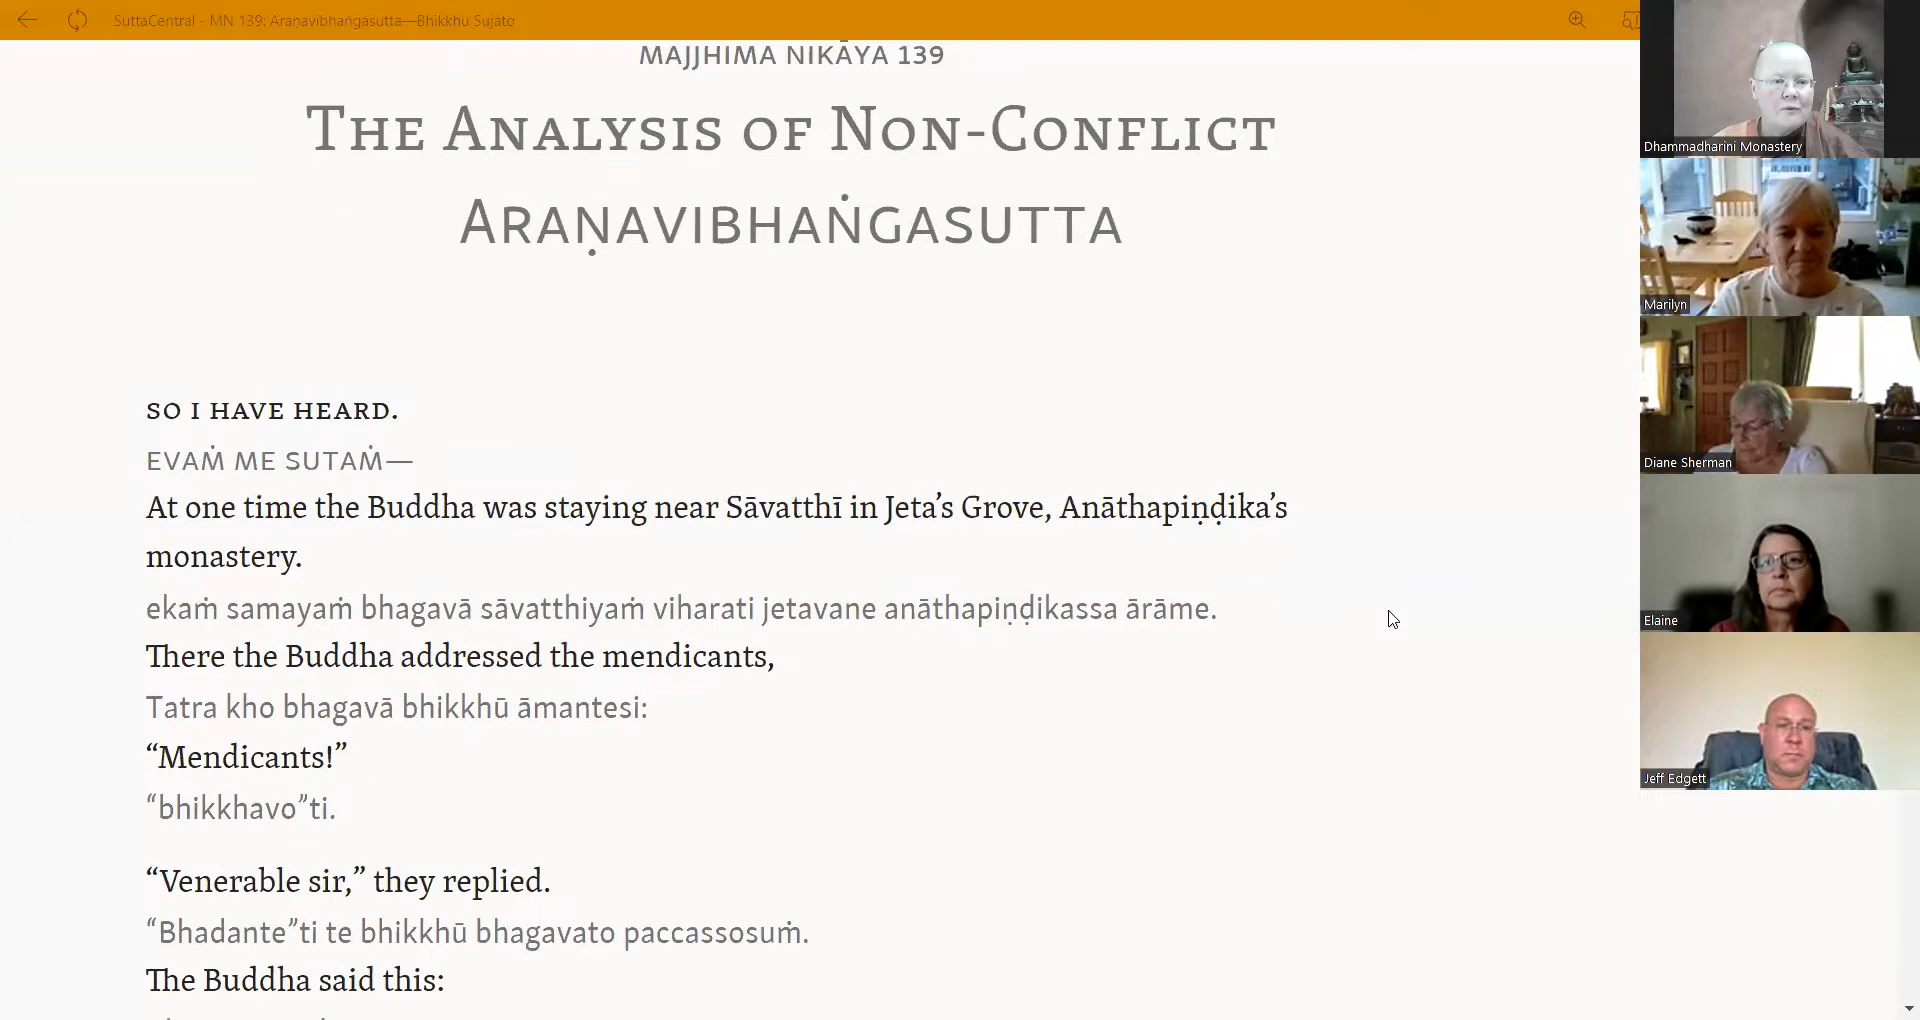 SuttaCentral - MN 139: Araṇavibhaṅgasutta—Bhikkhu Sujato
MAJJHIMA NIKĀYA 139
The Analysis of Non-Conflict
Araṇavibhaṅgasutta
So I have heard.
Evaṁ me sutaṁ—
At one time the Buddha was staying near Sāvatthī in Jeta’s Grove, Anāthapiṇḍika’s
monastery.
ekaṁ samayaṁ bhagavā sāvatthiyaṁ viharati jetavane anāthapiṇḍikassa ārāme.
There the Buddha addressed the mendicants,
Tatra kho bhagavā bhikkhū āmantesi:
“Mendicants!”
“bhikkhavo”ti.
“Venerable sir,” they replied.
“Bhadante”ti te bhikkhū bhagavato paccassosuṁ.
The Buddha said this:
Dhammadharini Monastery
Marilyn
Diane Sherman
Elaine
Jeff Edgett